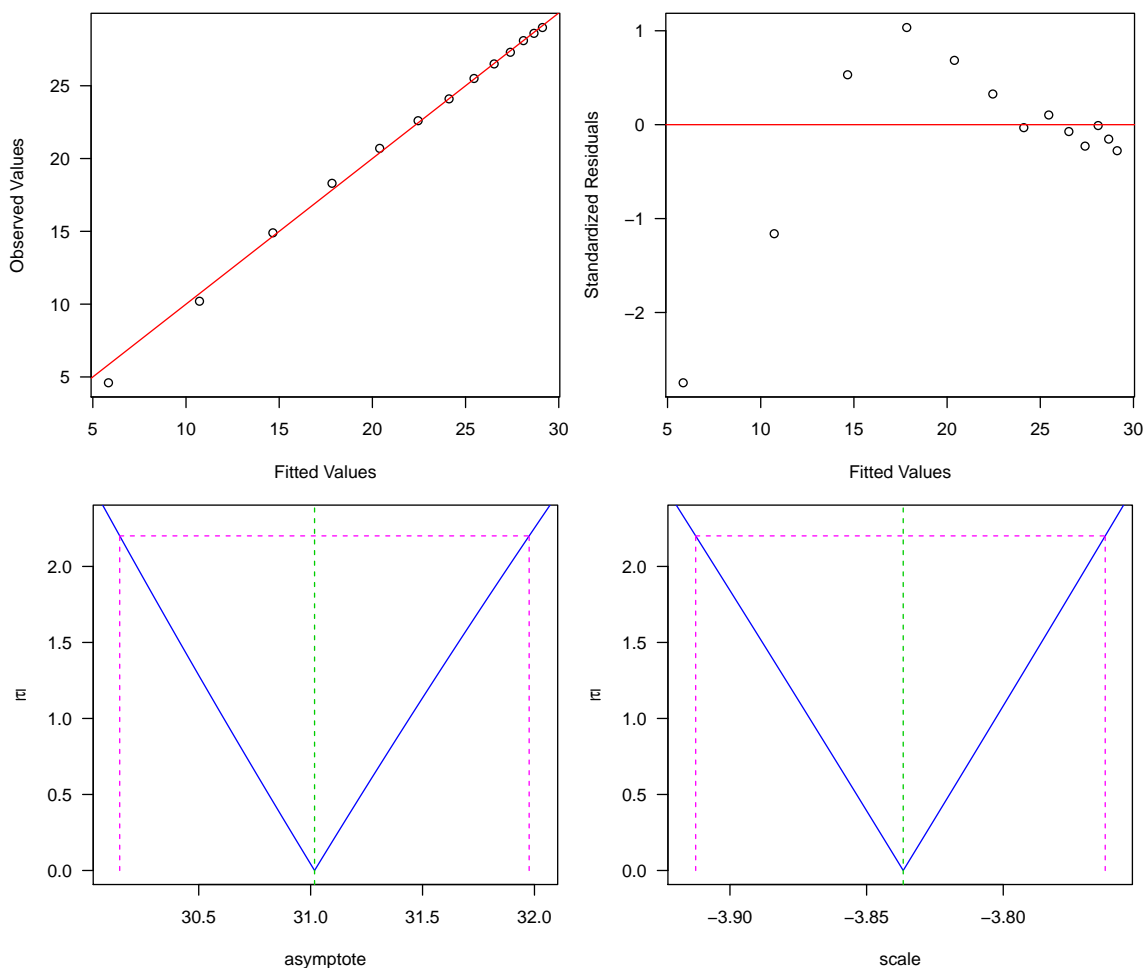 Observed Values
25
20
15
10
5
5 10 15 20 25 30
Fitted Values
Standardized Residuals
1
0
−1
−2
5 10 15 20 25 30
Fitted Values
|τ|
2.0
1.5
1.0
0.5
0.0
30.5 31.0 31.5 32.0
asymptote
|τ|
2.0
1.5
1.0
0.5
0.0
−3.90 −3.85 −3.80
scale